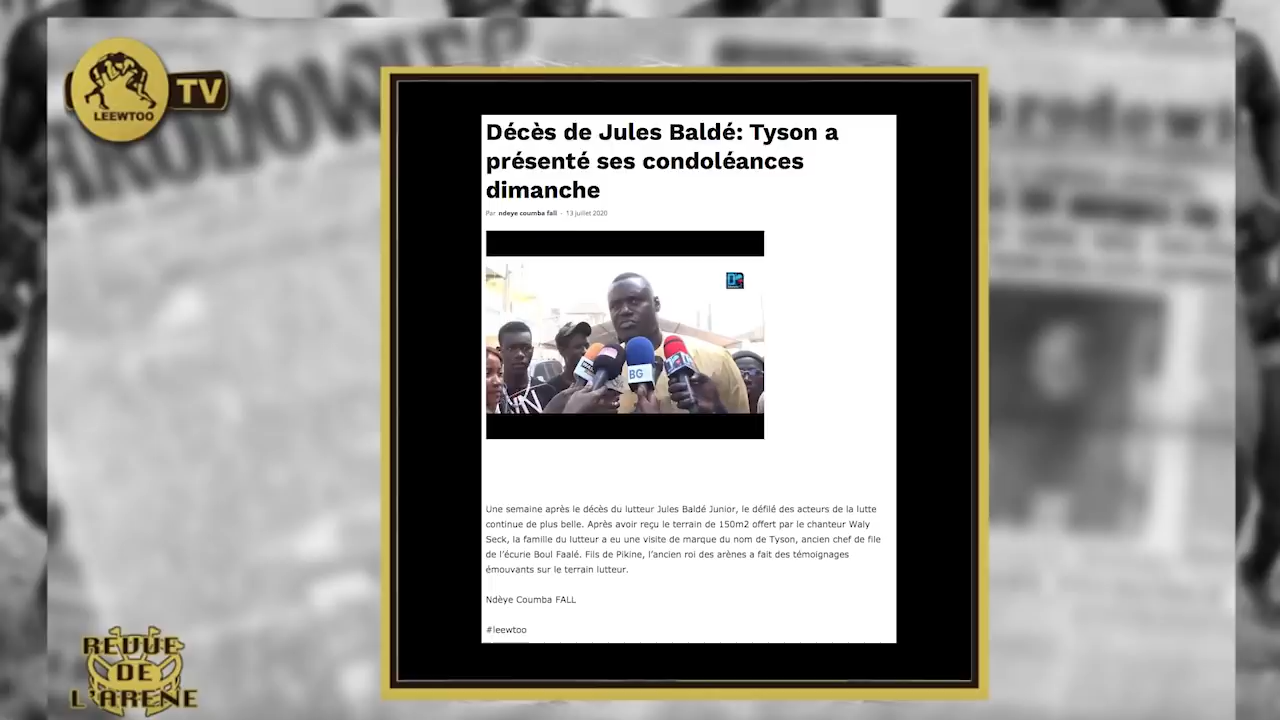 LEEWTOO
TV
Décès de Jules Baldé: Tyson a
présenté ses condoléances
dimanche
Par ndeye coumba fall - 13 juillet 2020
BG
Une semaine après le décès du lutteur Jules Baldé Junior, le défilé des acteurs de la lutte
continue de plus belle. Après avoir reçu le terrain de 150m2 offert par le chanteur Waly
Seck, la famille du lutteur a eu une visite de marque du nom de Tyson, ancien chef de file
de l’écurie Boul Faalé. Fils de Pikine, l’ancien roi des arènes a fait des témoignages
émouvants sur le terrain lutteur.
Ndèye Coumba FALL
#leewtoo
REVUE
DE
L'ARENE